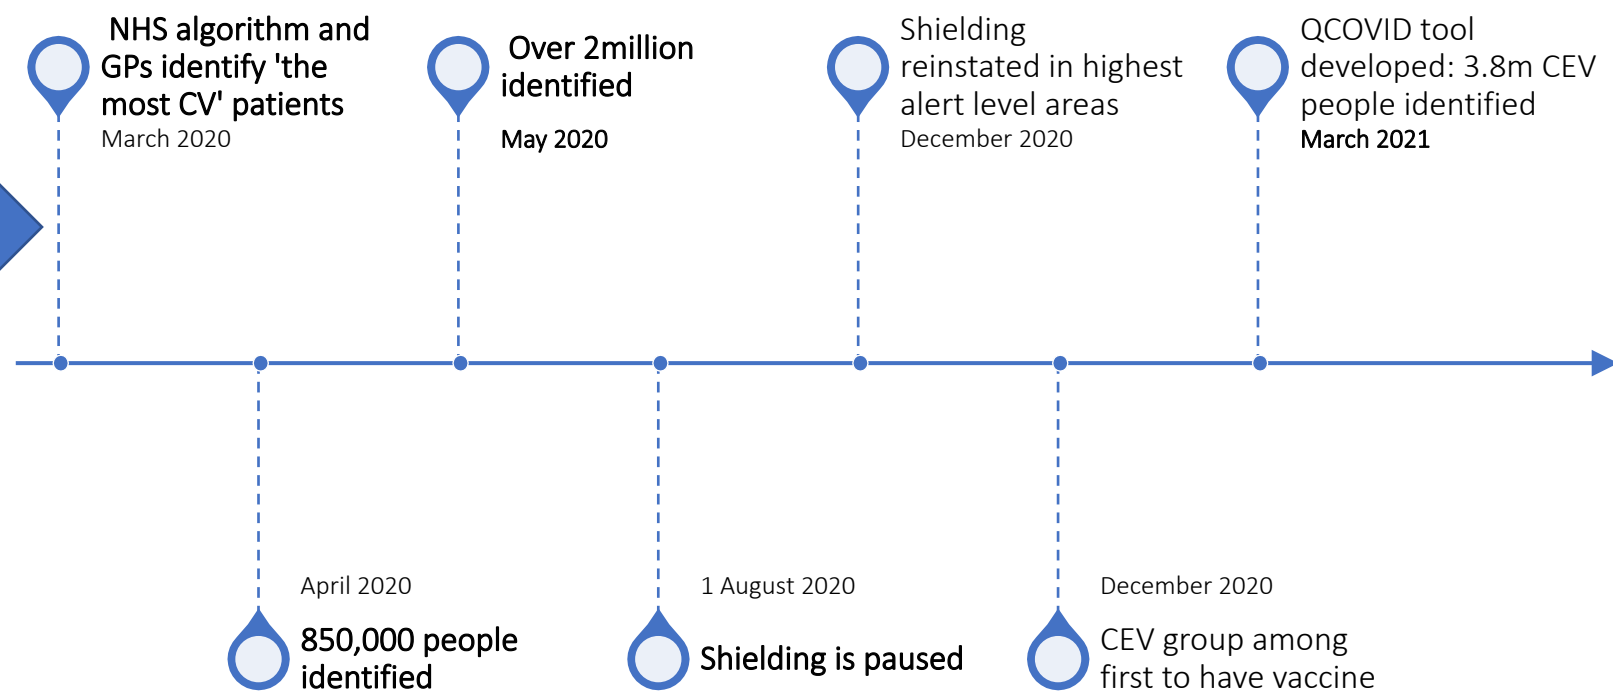 NHS algorithm and
GPs identify 'the
most CV' patients
March 2020
April 2020
850,000 people
identified
Over 2million
identified
May 2020
1 August 2020
Shielding is paused
Shielding
reinstated in highest
alert level areas
December 2020
December 2020
CEV group among
first to have vaccine
QCOVID tool
developed: 3.8m CEV
people identified
March 2021